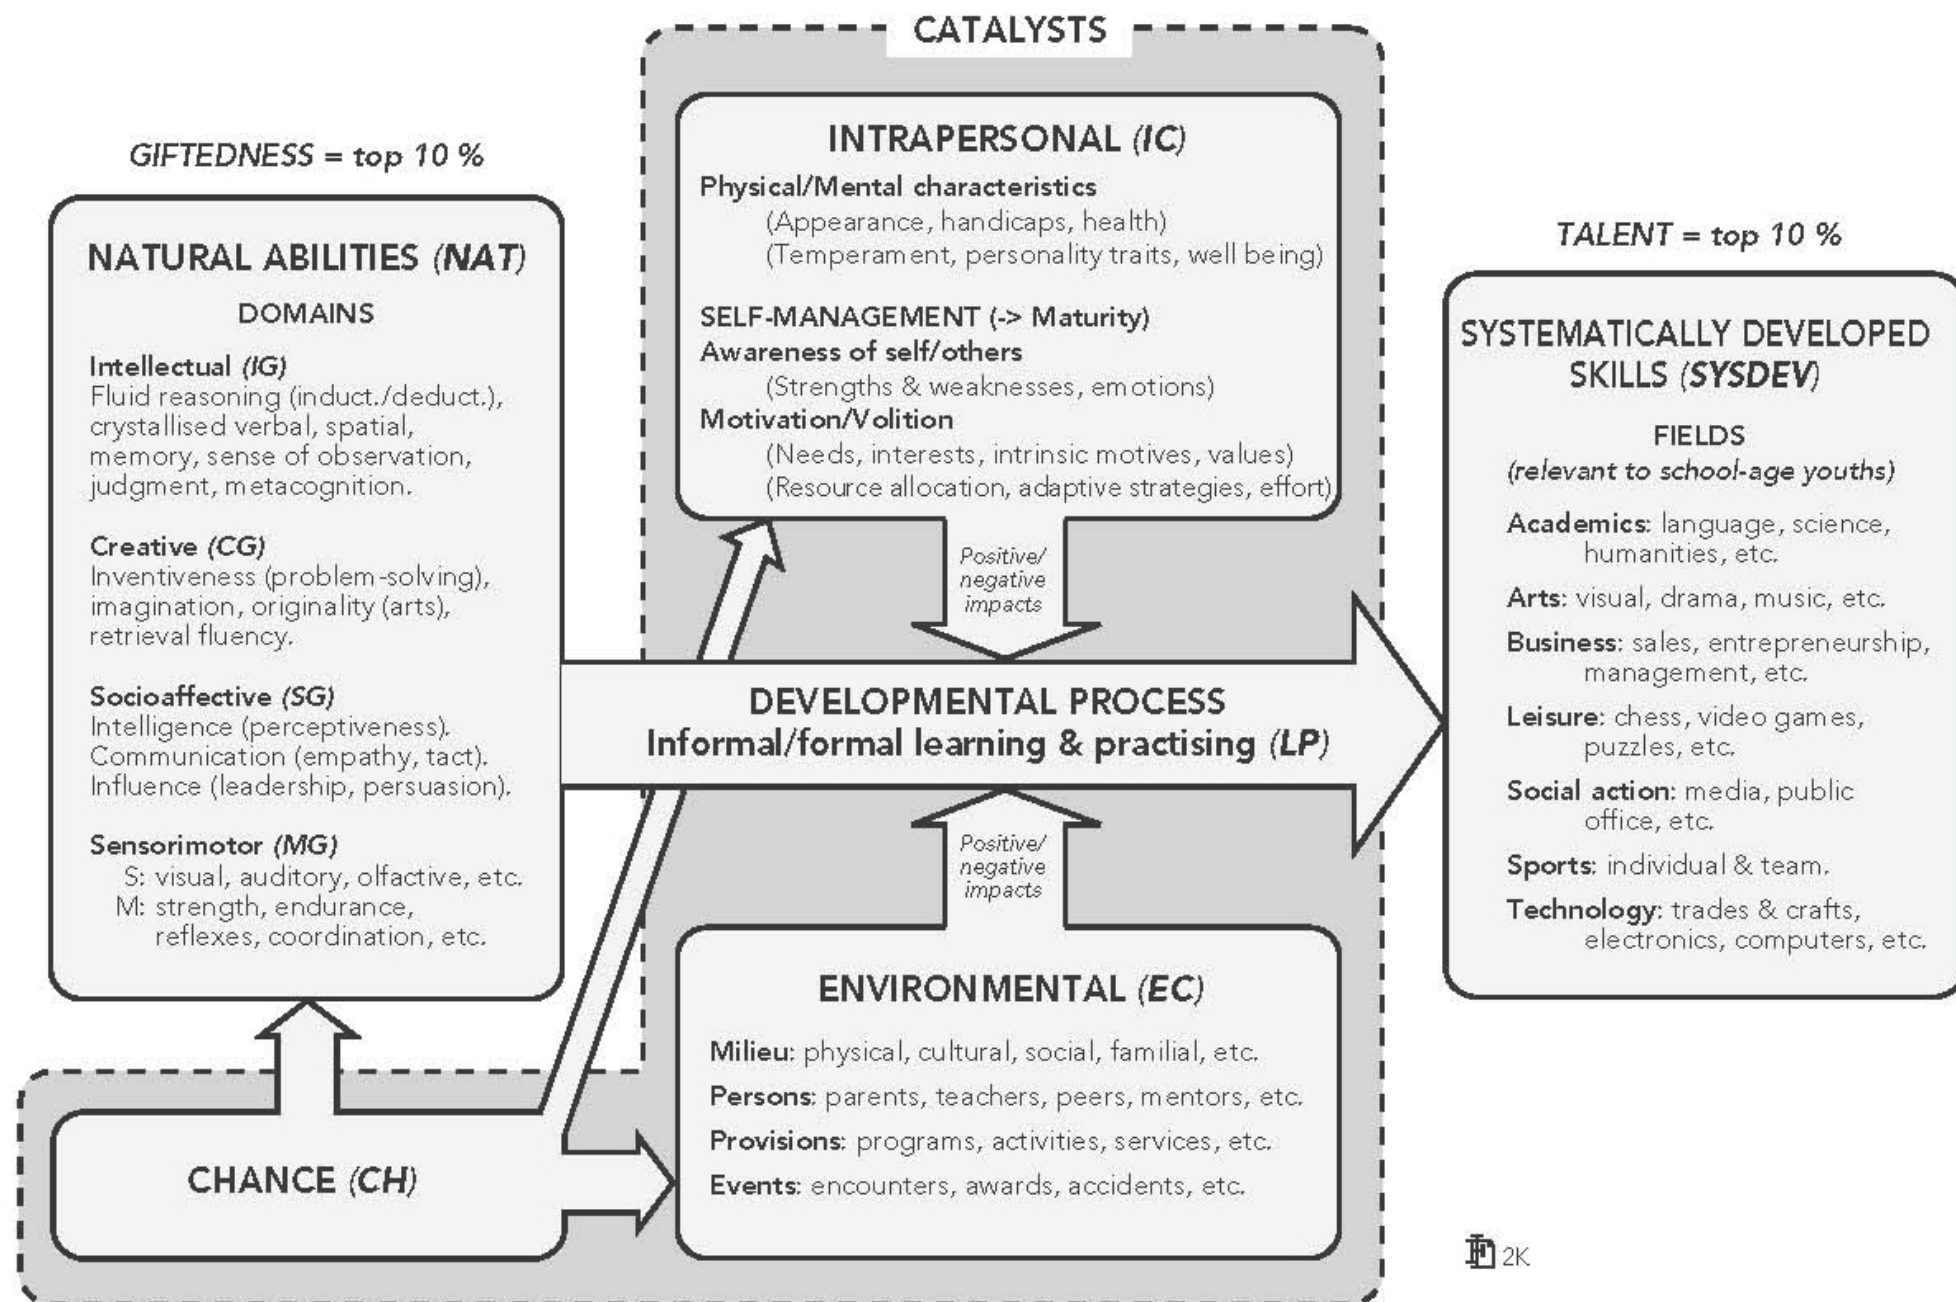 CATALYSTS
GIFTEDNESS = top 10 %
NATURAL ABILITIES (NAT)
DOMAINS
Intellectual (IG)
Fluid reasoning (induct./deduct.),
crystallised verbal, spatial,
memory, sense of observation,
judgment, metacognition.
Creative (CG)
Inventiveness (problem-solving),
imagination, originality (arts),
retrieval fluency.
Socioaffective (SG)
Intelligence (perceptiveness).
Communication (empathy, tact).
Influence (leadership, persuasion).
Sensorimotor (MG)
S: visual, auditory, olfactive, etc.
M: strength, endurance,
reflexes, coordination, etc.
CHANCE (CH)
INTRAPERSONAL (IC)
Physical/Mental characteristics
(Appearance, handicaps, health)
(Temperament, personality traits, well being)
SELF-MANAGEMENT (-> Maturity)
Awareness of self/others
(Strengths & weaknesses, emotions)
Motivation/Volition
(Needs, interests, intrinsic motives, values)
(Resource allocation, adaptive strategies, effort)
Positive/
negative
impacts
DEVELOPMENTAL PROCESS
Informal/formal learning & practising (LP)
Positive/
negative
impacts
ENVIRONMENTAL (EC)
Milieu: physical, cultural, social, familial, etc.
Persons: parents, teachers, peers, mentors, etc.
Provisions: programs, activities, services, etc.
Events: encounters, awards, accidents, etc.
TALENT = top 10 %
SYSTEMATICALLY DEVELOPED
SKILLS (SYSDEV)
FIELDS
(relevant to school-age youths)
Academics: language, science,
humanities, etc.
Arts: visual, drama, music, etc.
Business: sales, entrepreneurship,
management, etc.
Leisure: chess, video games,
puzzles, etc.
Social action: media, public
office, etc.
Sports: individual & team.
Technology: trades & crafts,
electronics, computers, etc.
2K